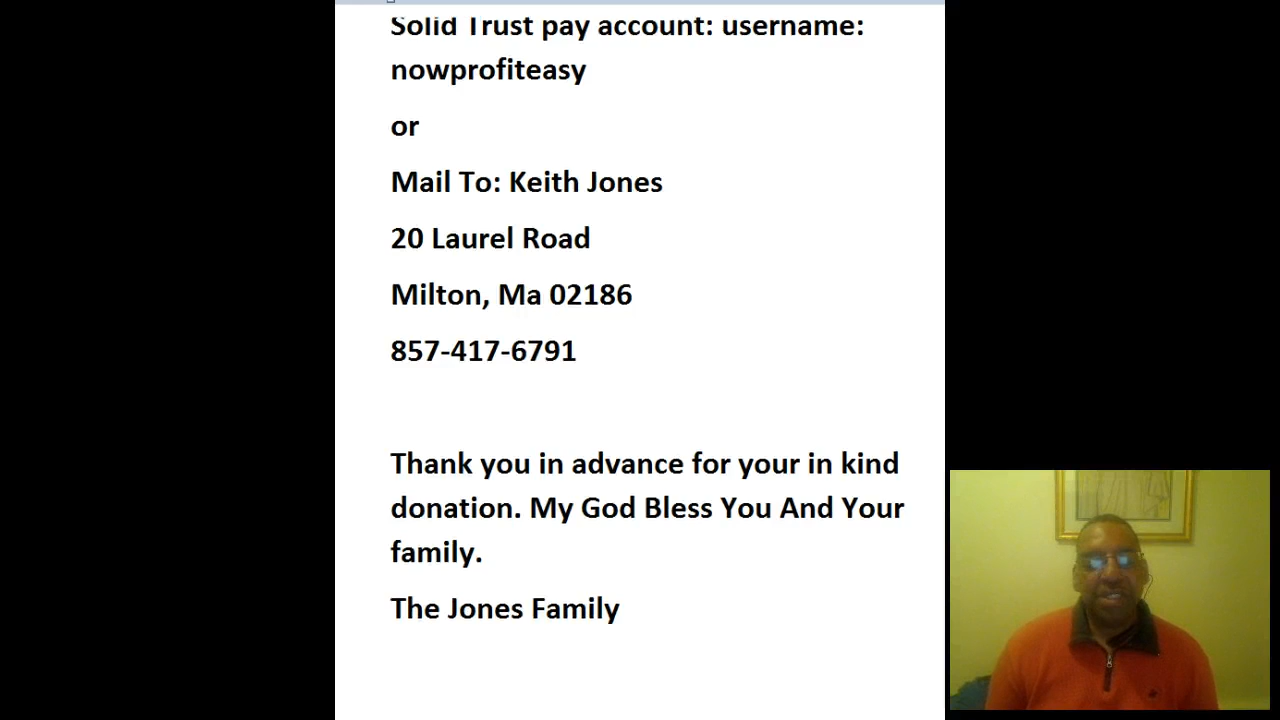 Solid Trust pay account: username:
nowprofiteasy
or
Mail To: Keith Jones
20 Laurel Road
Milton, Ma 02186
857-417-6791
Thank you in advance for your in kind
donation. My God Bless You And Your
family.
The Jones Family